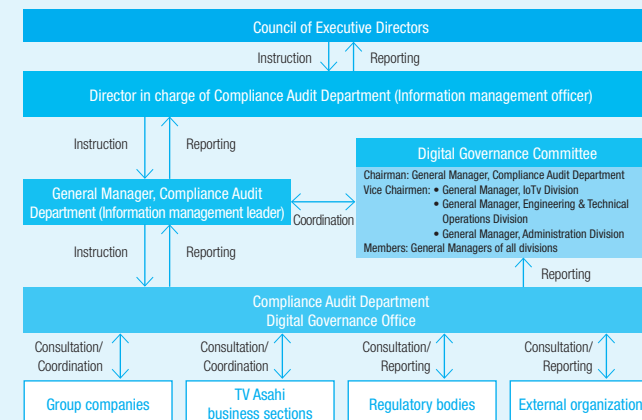 Council of Executive Directors
Instruction
Reporting
Director in charge of Compliance Audit Department (Information management officer)
Instruction
Reporting
Digital Governance Committee
Chairman: General Manager, Compliance Audit Department
Vice Chairmen: • General Manager, IoTv Division
• General Manager, Engineering & Technical
Operations Division
• General Manager, Administration Division
Members: General Managers of all divisions
General Manager, Compliance Audit
Department (Information management leader)
Coordination
Instruction
Reporting
Reporting
Compliance Audit Department
Digital Governance Office
Consultation/
Coordination
Consultation/
Coordination
Consultation/
Reporting
Consultation/
Reporting
Group companies
TV Asahi
business sections
Regulatory bodies
External organization